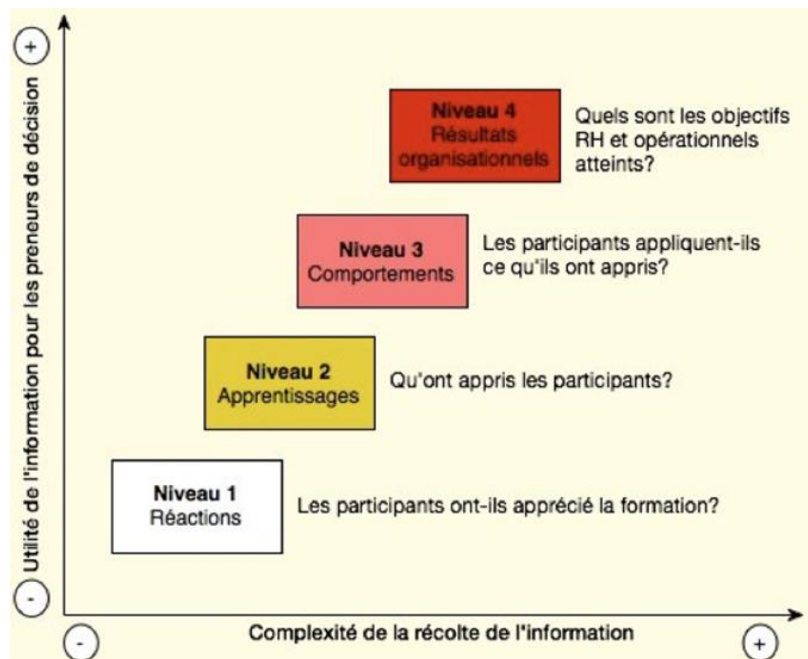 +
Utilité de l'information pour les preneurs de décision
Niveau 4
Résultats
organisationnels
Quels sont les objectifs
RH et opérationnels
atteints?
Niveau 3
Comportements
Les participants appliquent-ils
ce qu'ils ont appris?
Niveau 2
Apprentissages
Qu'ont appris les participants?
Niveau 1
Réactions
Les participants ont-ils apprécié la formation?
-
-
Complexité de la récolte de l'information
+